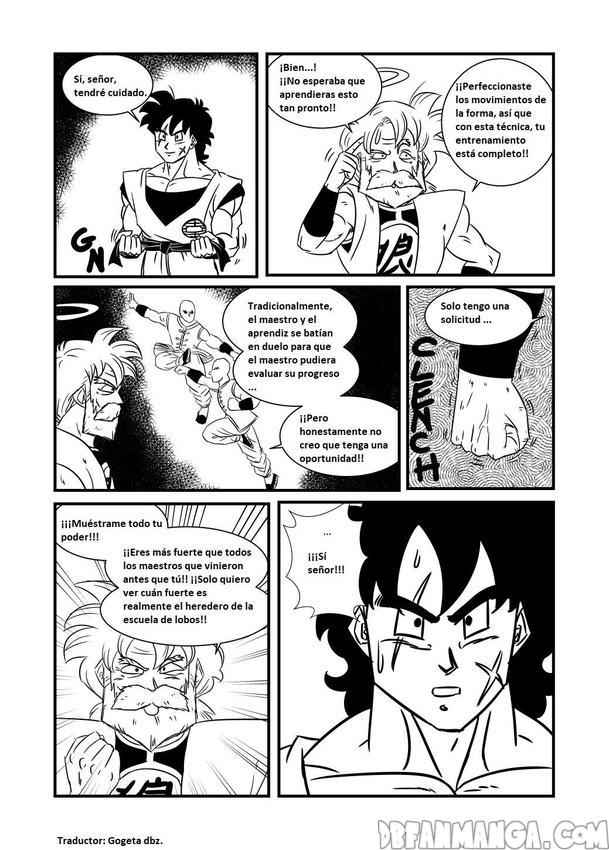 Sí, señor,
tendré cuidado.
GN
¡Bien...!
¡¡No esperaba que
aprendieras esto
tan pronto!!
¡¡Perfeccionaste
los movimientos de
la forma, así que
con esta técnica, tu
entrenamiento
está completo!!
Tradicionalmente,
el maestro y el
aprendiz se batían
en duelo para que
el maestro pudiera
evaluar su progreso
...
¡¡Pero
honestamente no
creo que tenga una
oportunidad!!
Solo tengo una
solicitud ...
CLENCH
¡¡¡Muéstrame todo tu
poder!!!
¡¡Eres más fuerte que todos
los maestros que vinieron
antes que tú!! ¡¡Solo quiero
ver cuán fuerte es
realmente el heredero de la
escuela de lobos!!
...
¡¡¡Sí
señor!!!
Traductor: Gogeta dbz.
DBFANMANGA.COM